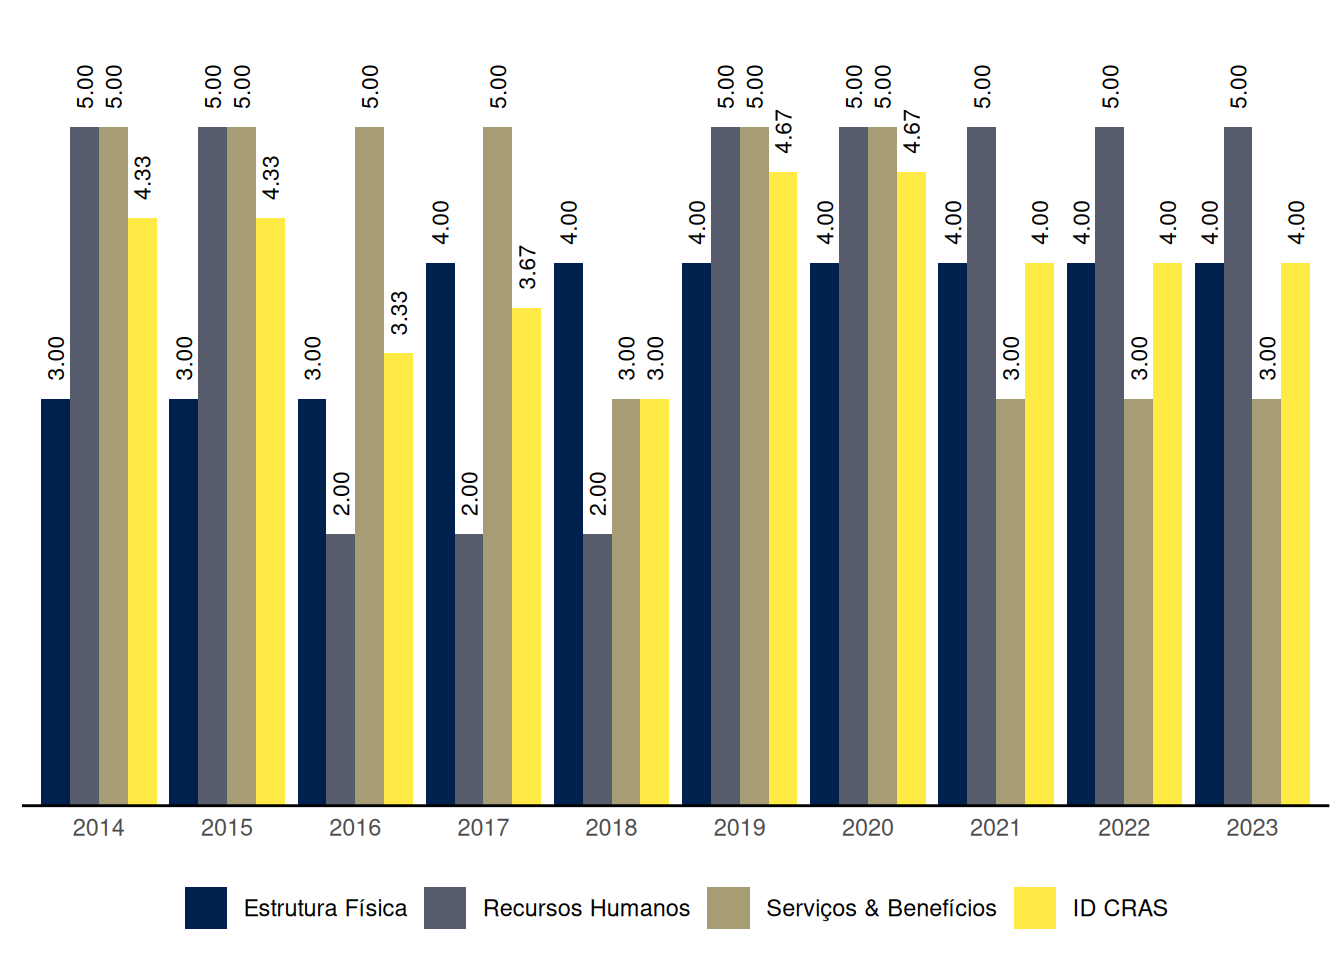 3.00 5.00 5.00 4.33 3.00 5.00 5.00 4.33 3.00 2.00 5.00 3.33 4.00 2.00 5.00 3.67 4.00 2.00 3.00 3.00 4.00 5.00 5.00 4.67 4.00 5.00 5.00 4.67 4.00 5.00 3.00 4.00 4.00 5.00 3.00 4.00 4.00 5.00 3.00 4.00
2014 2015 2016 2017 2018 2019 2020 2021 2022 2023
Estrutura Física Recursos Humanos Serviços & Benefícios ID CRAS